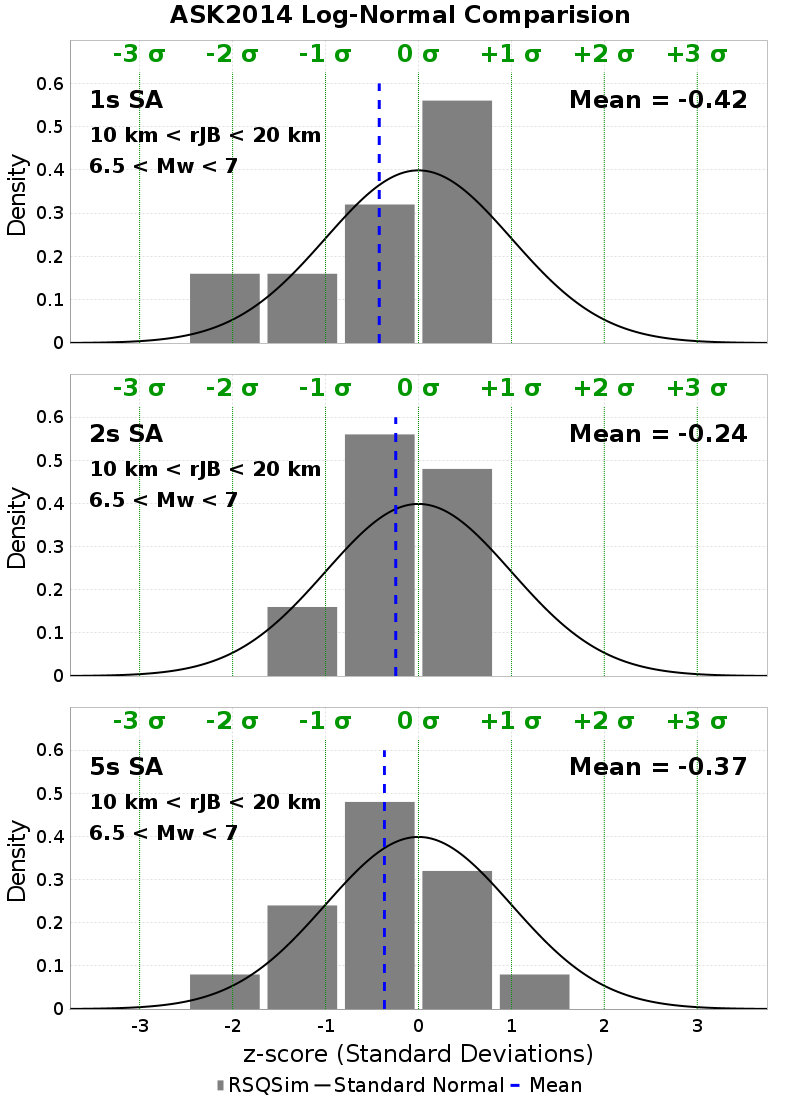 ASK2014 Log-Normal Comparision
-3 σ -2 σ -1 σ 0 σ +1 σ +2 σ +3 σ
0.6
1s SA Mean = -0.42
0.5
10 km < rJB < 20 km
6.5 < Mw < 7
0.4
0.3
0.2
0.1
0
Density
-3 σ -2 σ -1 σ 0 σ +1 σ +2 σ +3 σ
0.6
2s SA Mean = -0.24
0.5
10 km < rJB < 20 km
6.5 < Mw < 7
0.4
0.3
0.2
0.1
0
Density
-3 σ -2 σ -1 σ 0 σ +1 σ +2 σ +3 σ
0.6
5s SA Mean = -0.37
0.5
10 km < rJB < 20 km
6.5 < Mw < 7
0.4
0.3
0.2
0.1
0
Density
-3 -2 -1 0 1 2 3
z-score (Standard Deviations)
RSQSim Standard Normal Mean